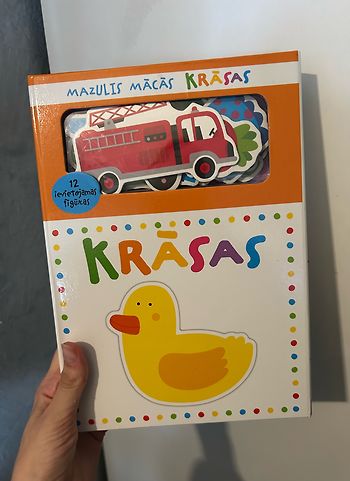 MAZULIS MĀCĀS KRĀSAS
12
ievietojamas
figūras
KRĀSAS